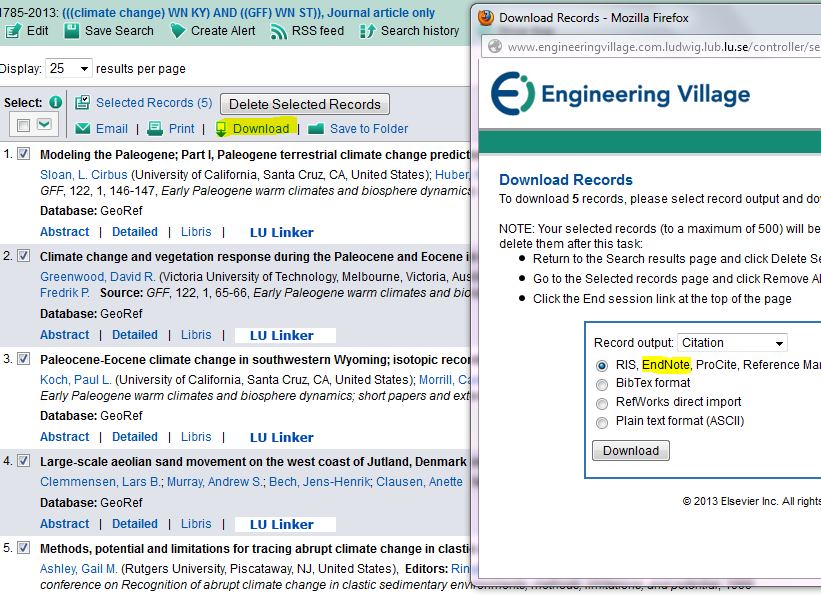 1785-2013: (((climate change) WN KY) AND ((GFF) WN ST)), Journal article only
Edit Save Search Create Alert RSS feed Search history
Display: 25 results per page
Select: Selected Records (5) Delete Selected Records
Email | Print | Download | Save to Folder
1. Modeling the Paleogene; Part I, Paleogene terrestrial climate change predict
Sloan, L. Cirbus (University of California, Santa Cruz, CA, United States); Huber,
GFF, 122, 1, 146-147, Early Paleogene warm climates and biosphere dynamics
Database: GeoRef
Abstract | Detailed | Libris | LU Linker
2. Climate change and vegetation response during the Paleocene and Eocene i
Greenwood, David R. (Victoria University of Technology, Melbourne, Victoria, Aus
Fredrik P. Source: GFF, 122, 1, 65-66, Early Paleogene warm climates and bio
Database: GeoRef
Abstract | Detailed | Libris | LU Linker
3. Paleocene-Eocene climate change in southwestern Wyoming; isotopic reco
Koch, Paul L. (University of California, Santa Cruz, CA, United States); Morrill, Ca
Early Paleogene warm climates and biosphere dynamics; short papers and ext
Database: GeoRef
Abstract | Detailed | Libris | LU Linker
4. Large-scale aeolian sand movement on the west coast of Jutland, Denmark
Clemmensen, Lars B.; Murray, Andrew S.; Bech, Jens-Henrik; Clausen, Anette
Database: GeoRef
Abstract | Detailed | Libris | LU Linker
5. Methods, potential and limitations for tracing abrupt climate change in clasti
Ashley, Gail M. (Rutgers University, Piscataway, NJ, United States), Editors: Rin
conference on Recognition of abrupt climate change in clastic sedimentary environments, methods, limitations, and potential, 1999
Download Records - Mozilla Firefox
www.engineeringvillage.com.ludwig.lub.lu.se/controller/se
Engineering Village
Download Records
To download 5 records, please select record output and do
NOTE: Your selected records (to a maximum of 500) will be
delete them after this task:
• Return to the Search results page and click Delete Se
• Go to the Selected records page and click Remove Al
• Click the End session link at the top of the page
Record output: Citation
RIS, EndNote, ProCite, Reference Ma
BibTex format
RefWorks direct import
Plain text format (ASCII)
Download
© 2013 Elsevier Inc. All rights